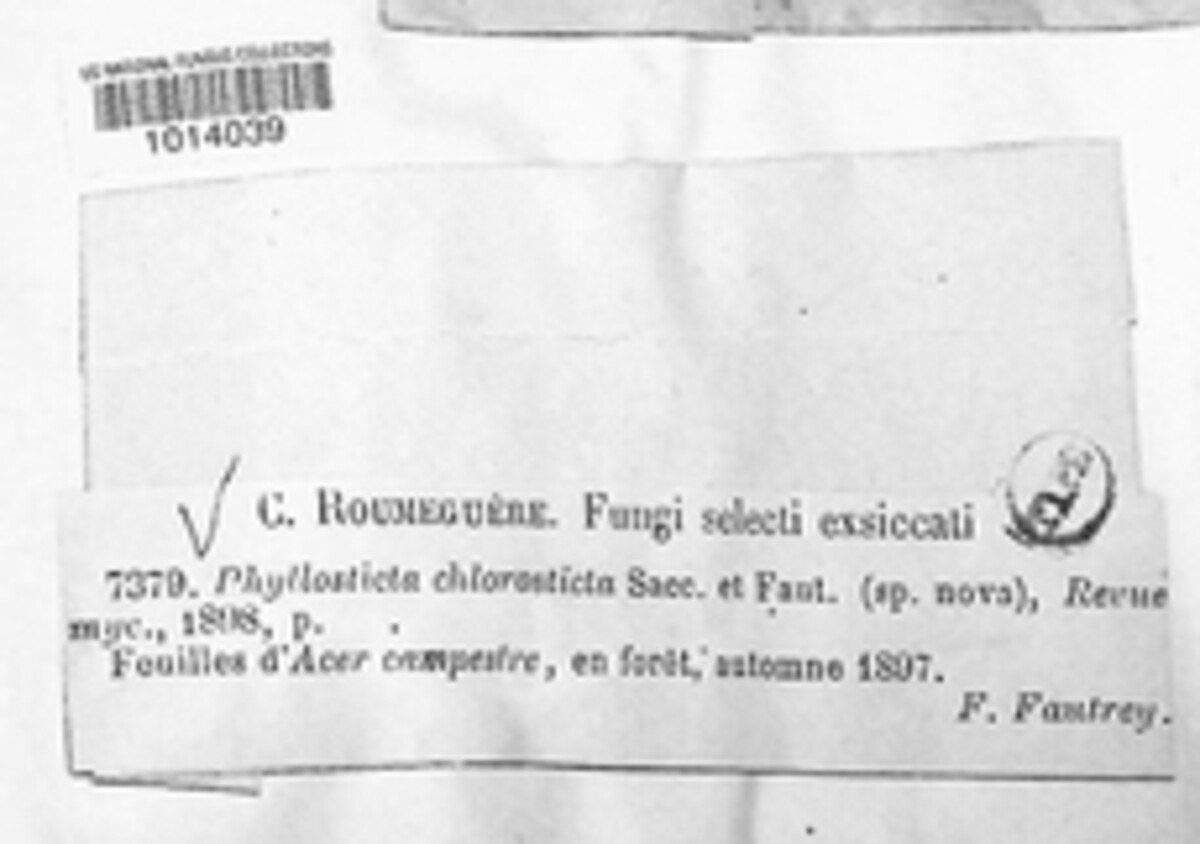 US NATIONAL FUNGUS COLLECTIONS
1014039
C. ROUMEGUÈRE. Fungi selecti exsiccati
7379. Phyllosticta chlorosticta Sacc. et Faut. (sp. nova), Revue
myc., 1898, p. .
Feuilles d'Acer campestre, en forêt, automne 1897.
F. Fautrey.